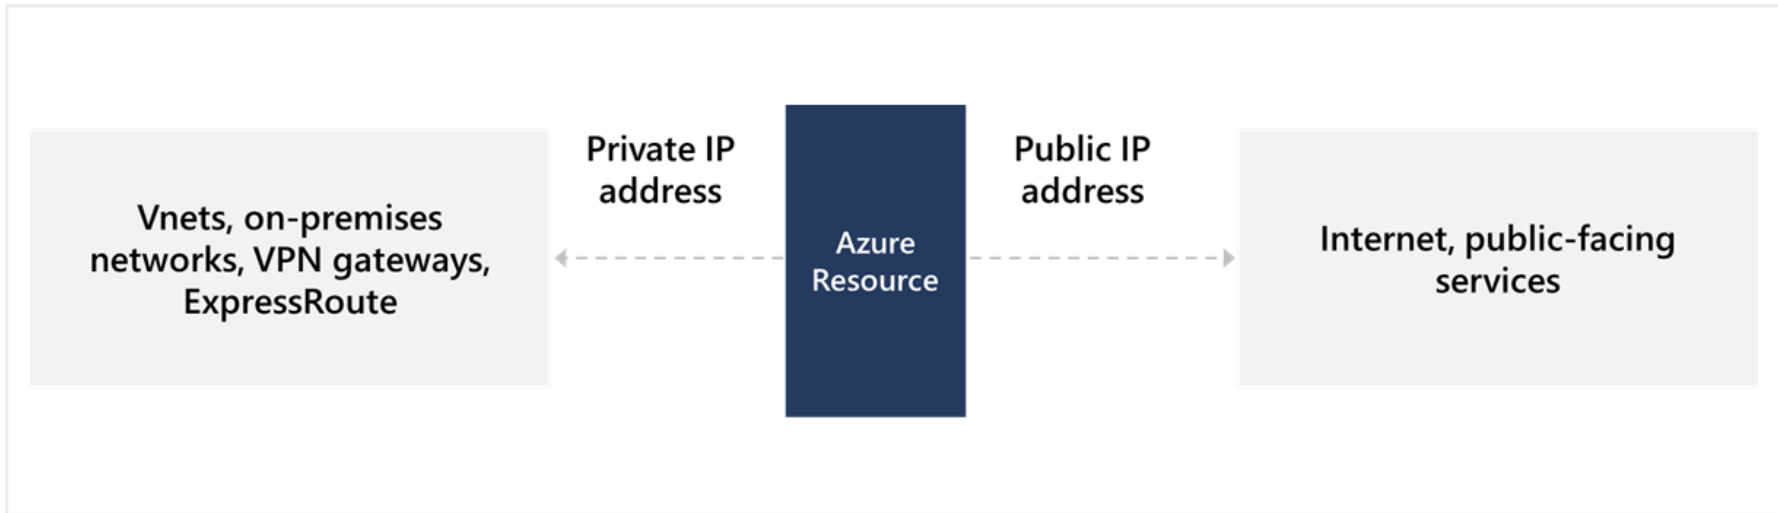 Vnets, on-premises
networks, VPN gateways,
ExpressRoute
Private IP
address
Azure
Resource
Public IP
address
Internet, public-facing
services